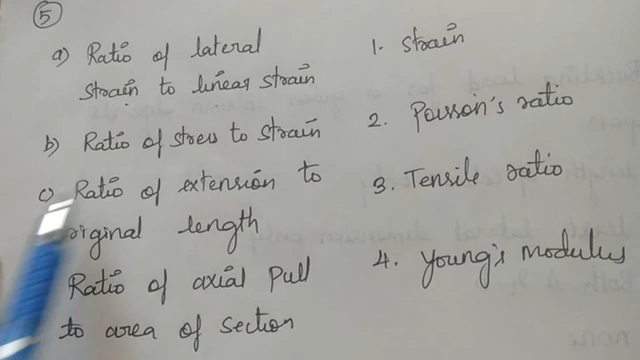 5
a) Ratio of lateral
strain to linear strain
b) Ratio of stress to strain
c) Ratio of extension to
original length
Ratio of axial pull
to area of section
1. strain
2. Poisson's ratio
3. Tensile ratio
4. Young's modulus